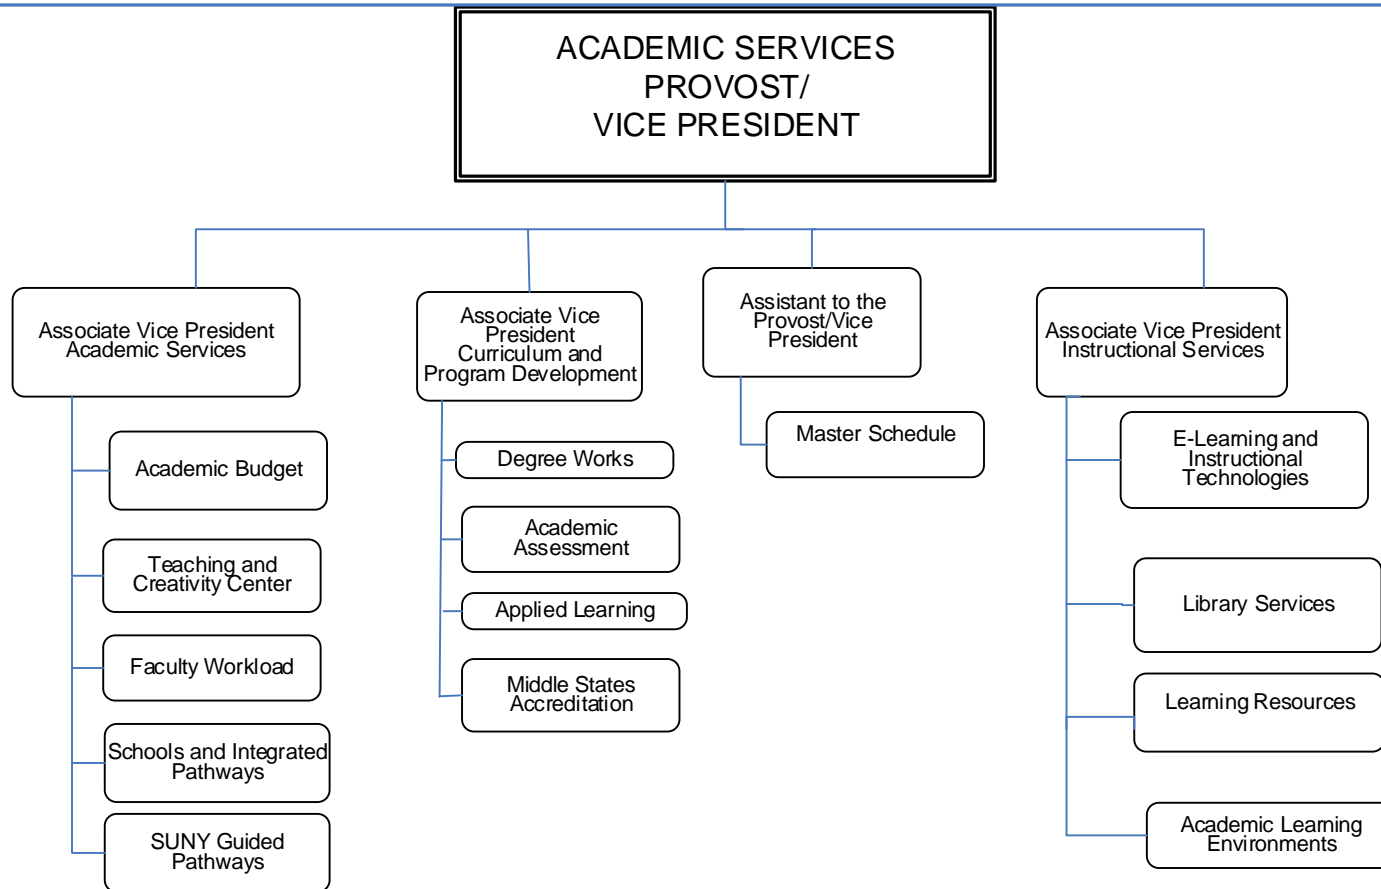 ACADEMIC SERVICES
PROVOST/
VICE PRESIDENT
Associate Vice President
Academic Services
Academic Budget
Teaching and
Creativity Center
Faculty Workload
Schools and Integrated
Pathways
SUNY Guided
Pathways
Associate Vice
President
Curriculum and
Program Development
Degree Works
Academic
Assessment
Applied Learning
Middle States
Accreditation
Assistant to the
Provost/Vice
President
Master Schedule
Associate Vice President
Instructional Services
E-Learning and
Instructional
Technologies
Library Services
Learning Resources
Academic Learning
Environments